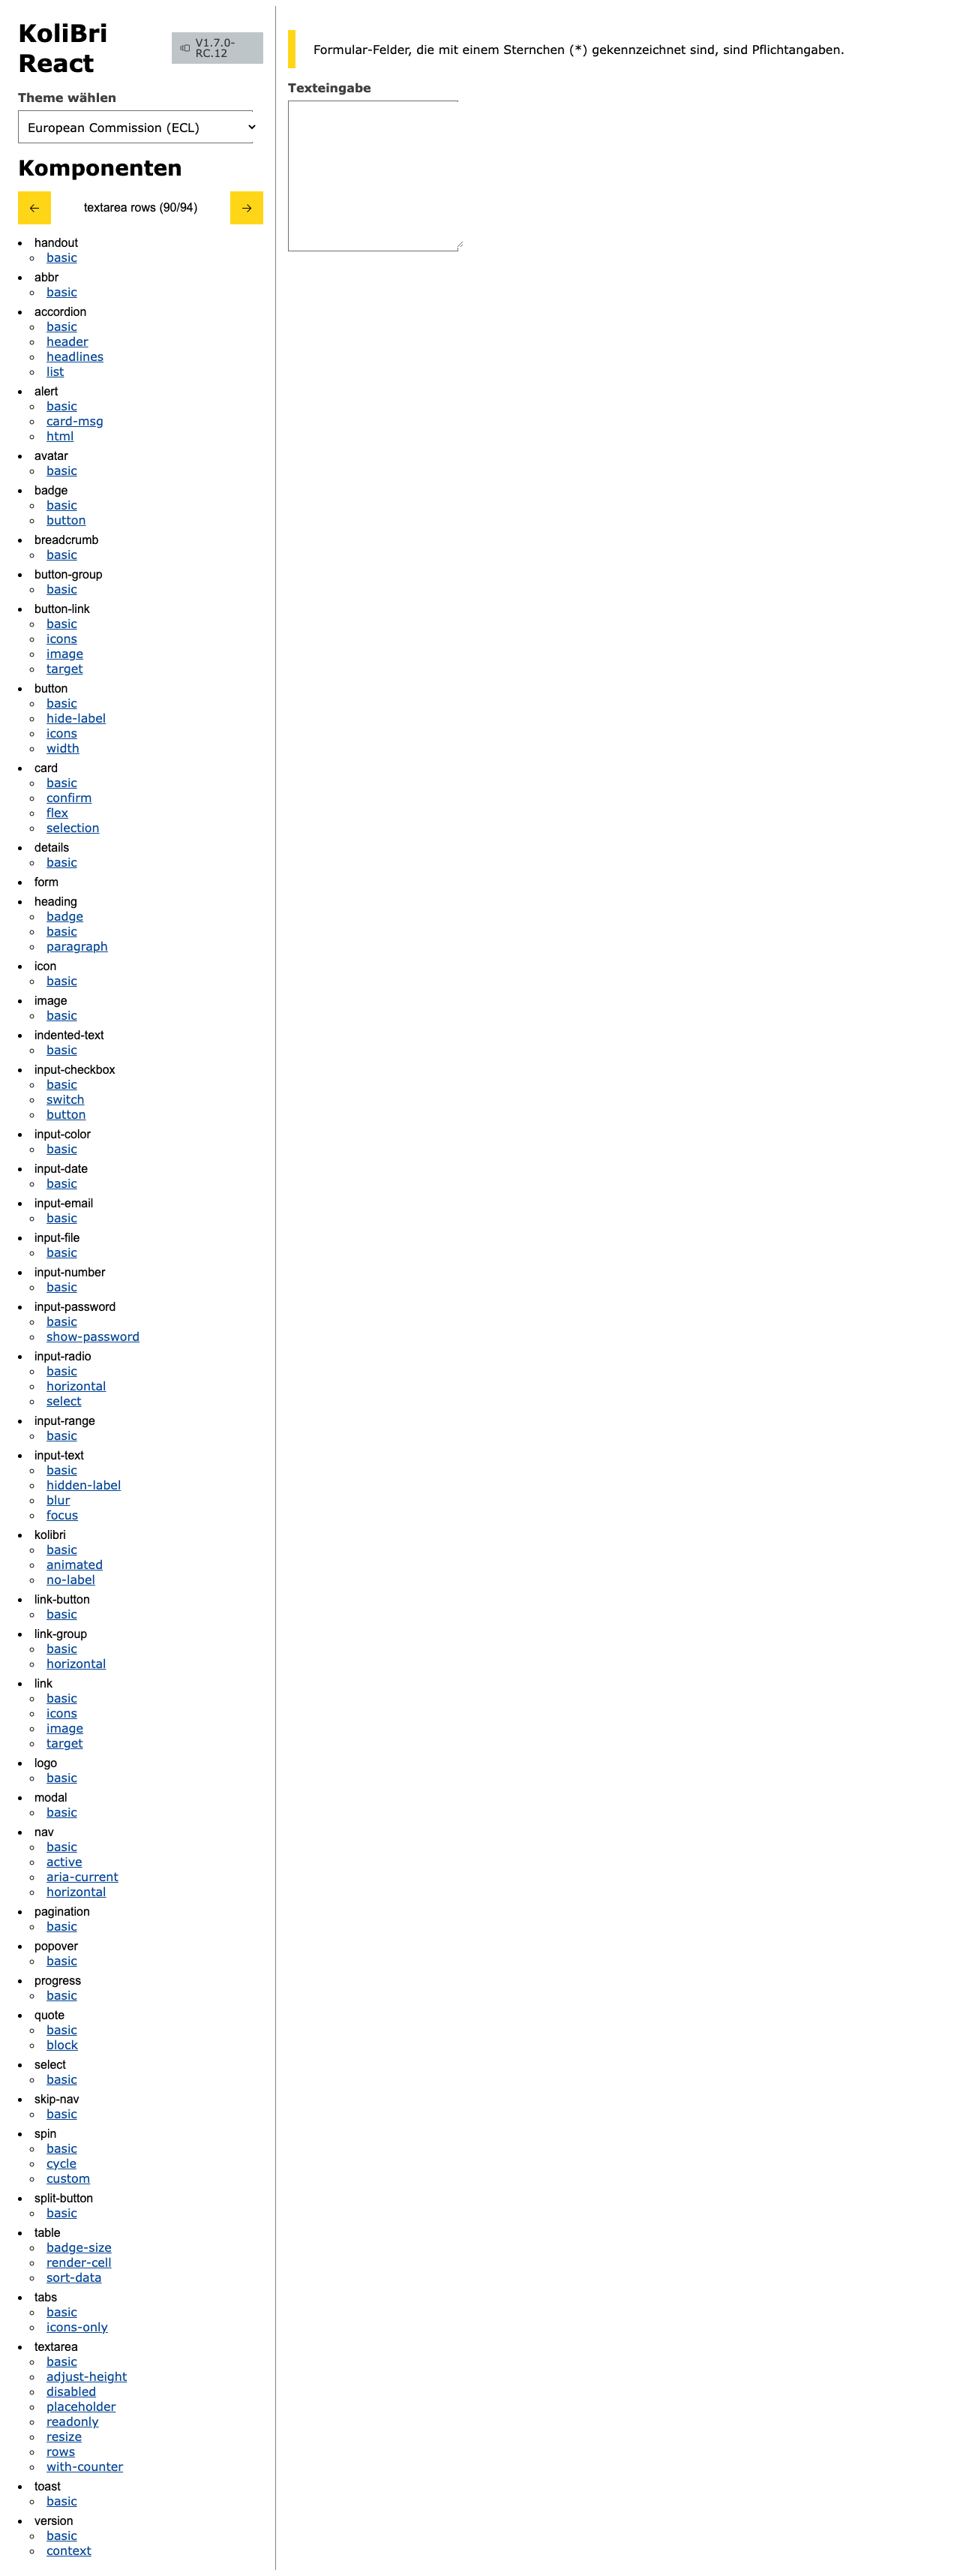 KoliBri
React
V1.7.0-
RC.12
Theme wählen
European Commission (ECL)
Komponenten
textarea rows (90/94)
handout
basic
abbr
basic
accordion
basic
header
headlines
list
alert
basic
card-msg
html
avatar
basic
badge
basic
button
breadcrumb
basic
button-group
basic
button-link
basic
icons
image
target
button
basic
hide-label
icons
width
card
basic
confirm
flex
selection
details
basic
form
heading
badge
basic
paragraph
icon
basic
image
basic
indented-text
basic
input-checkbox
basic
switch
button
input-color
basic
input-date
basic
input-email
basic
input-file
basic
input-number
basic
input-password
basic
show-password
input-radio
basic
horizontal
select
input-range
basic
input-text
basic
hidden-label
blur
focus
kolibri
basic
animated
no-label
link-button
basic
link-group
basic
horizontal
link
basic
icons
image
target
logo
basic
modal
basic
nav
basic
active
aria-current
horizontal
pagination
basic
popover
basic
progress
basic
quote
basic
block
select
basic
skip-nav
basic
spin
basic
cycle
custom
split-button
basic
table
badge-size
render-cell
sort-data
tabs
basic
icons-only
textarea
basic
adjust-height
disabled
placeholder
readonly
resize
rows
with-counter
toast
basic
version
basic
context
Formular-Felder, die mit einem Sternchen (*) gekennzeichnet sind, sind Pflichtangaben.
Texteingabe